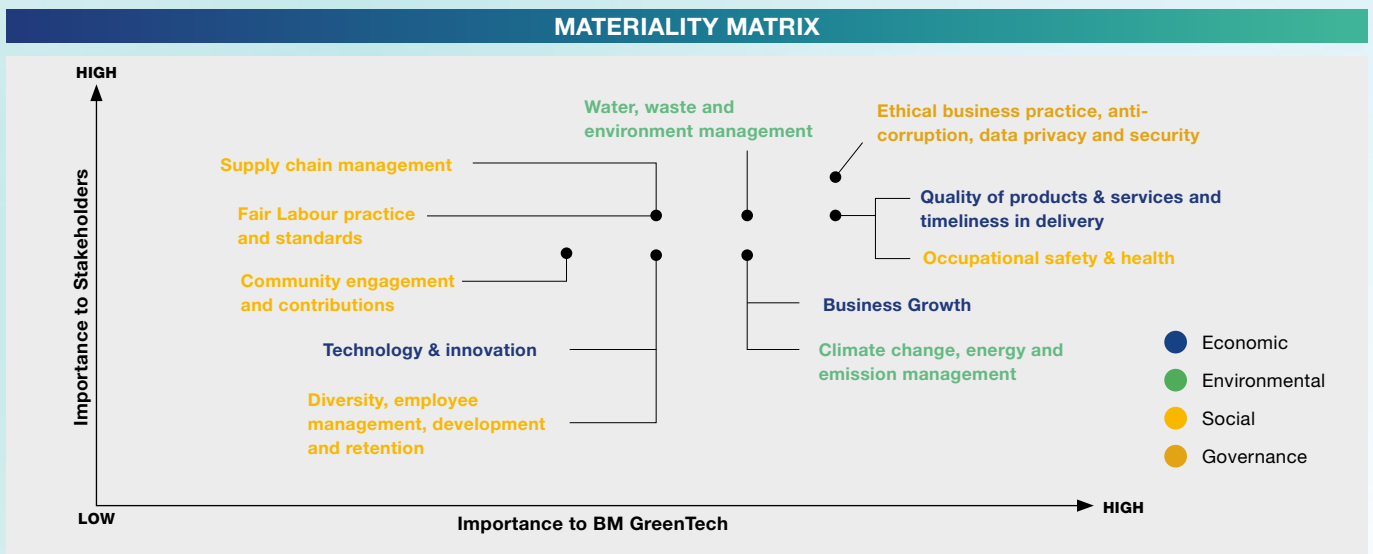 MATERIALITY MATRIX
HIGH
Importance to Stakeholders
Water, waste and
environment management
Ethical business practice, anti-
corruption, data privacy and security
Supply chain management
Quality of products & services and
timeliness in delivery
Fair Labour practice
and standards
Occupational safety & health
Community engagement
and contributions
Business Growth
Technology & innovation
Climate change, energy and
emission management
Diversity, employee
management, development
and retention
Economic
Environmental
Social
Governance
LOW
Importance to BM GreenTech
HIGH